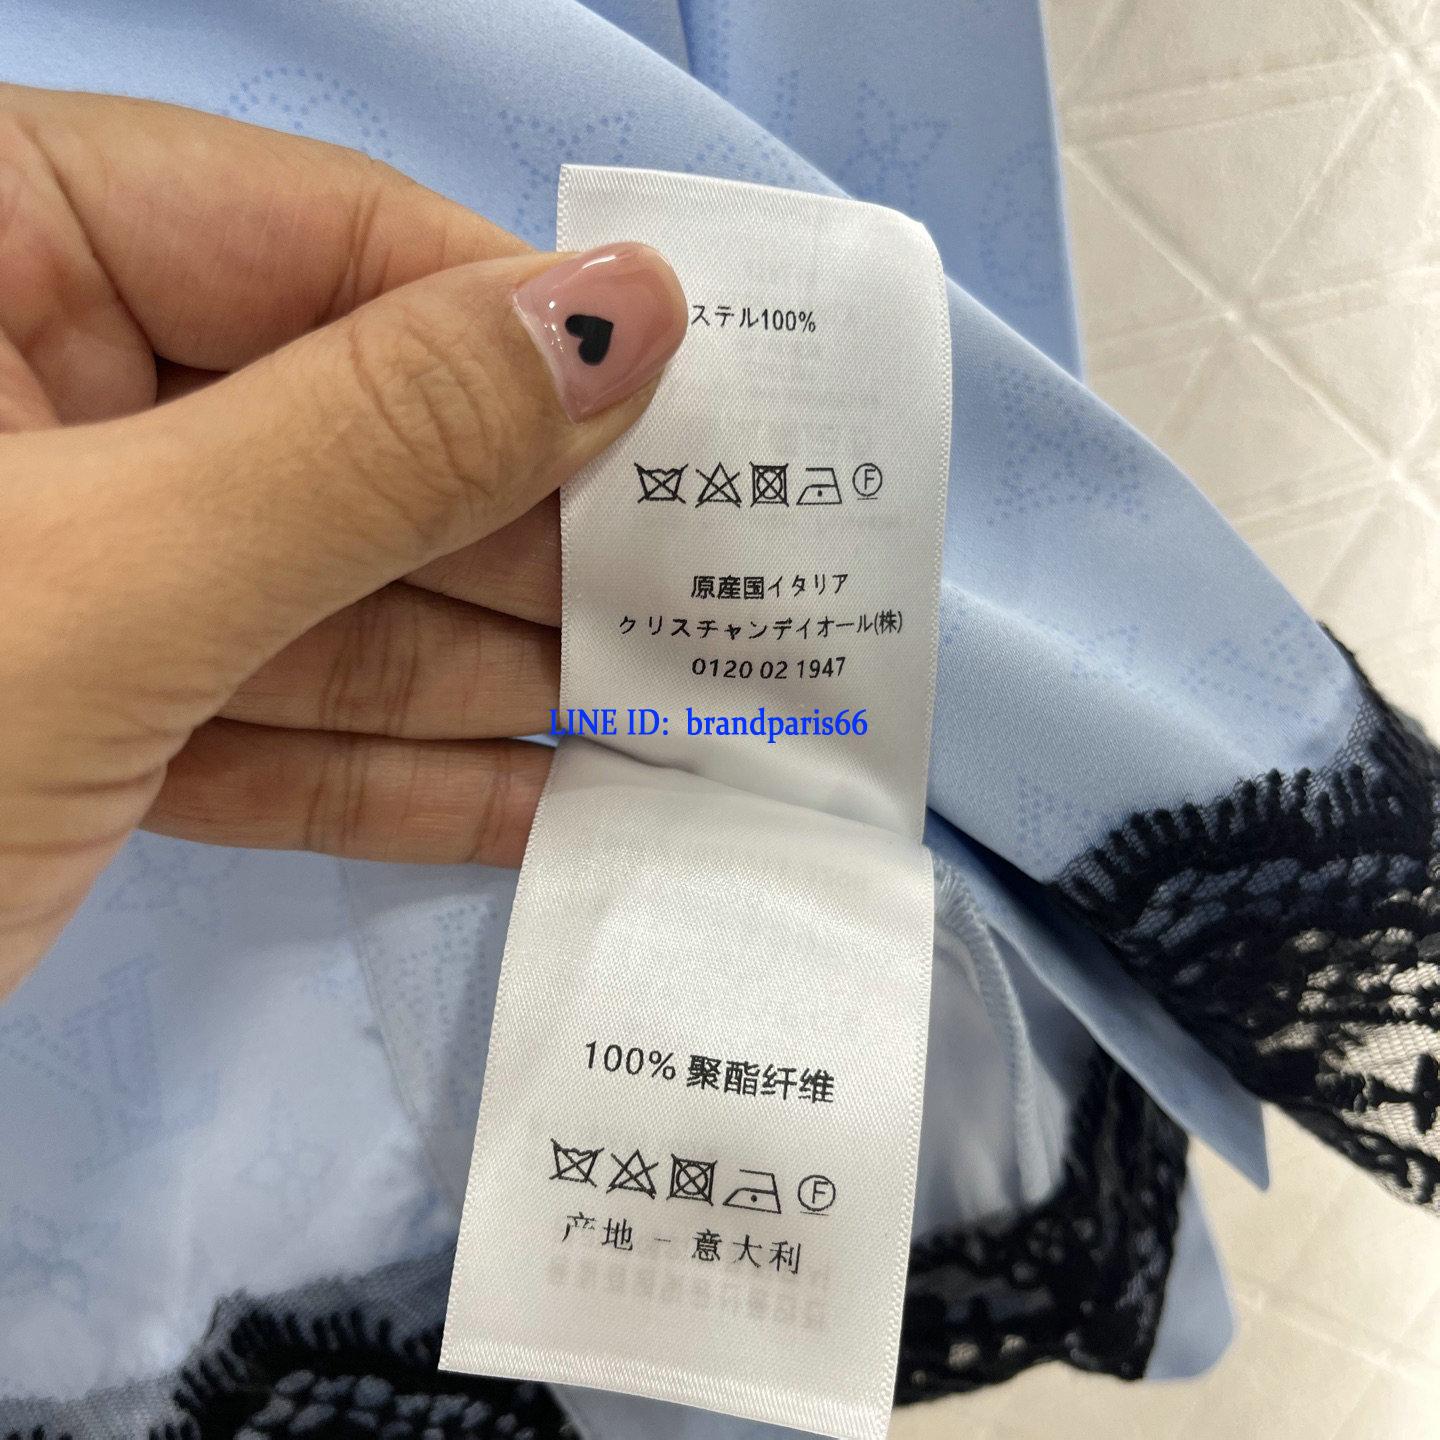 ステル100%
F
原産国イタリア
クリスチャンディオール(株)
0120 02 1947
LINE ID: brandparis66
100% 聚酯纤维
F
产地 - 意大利